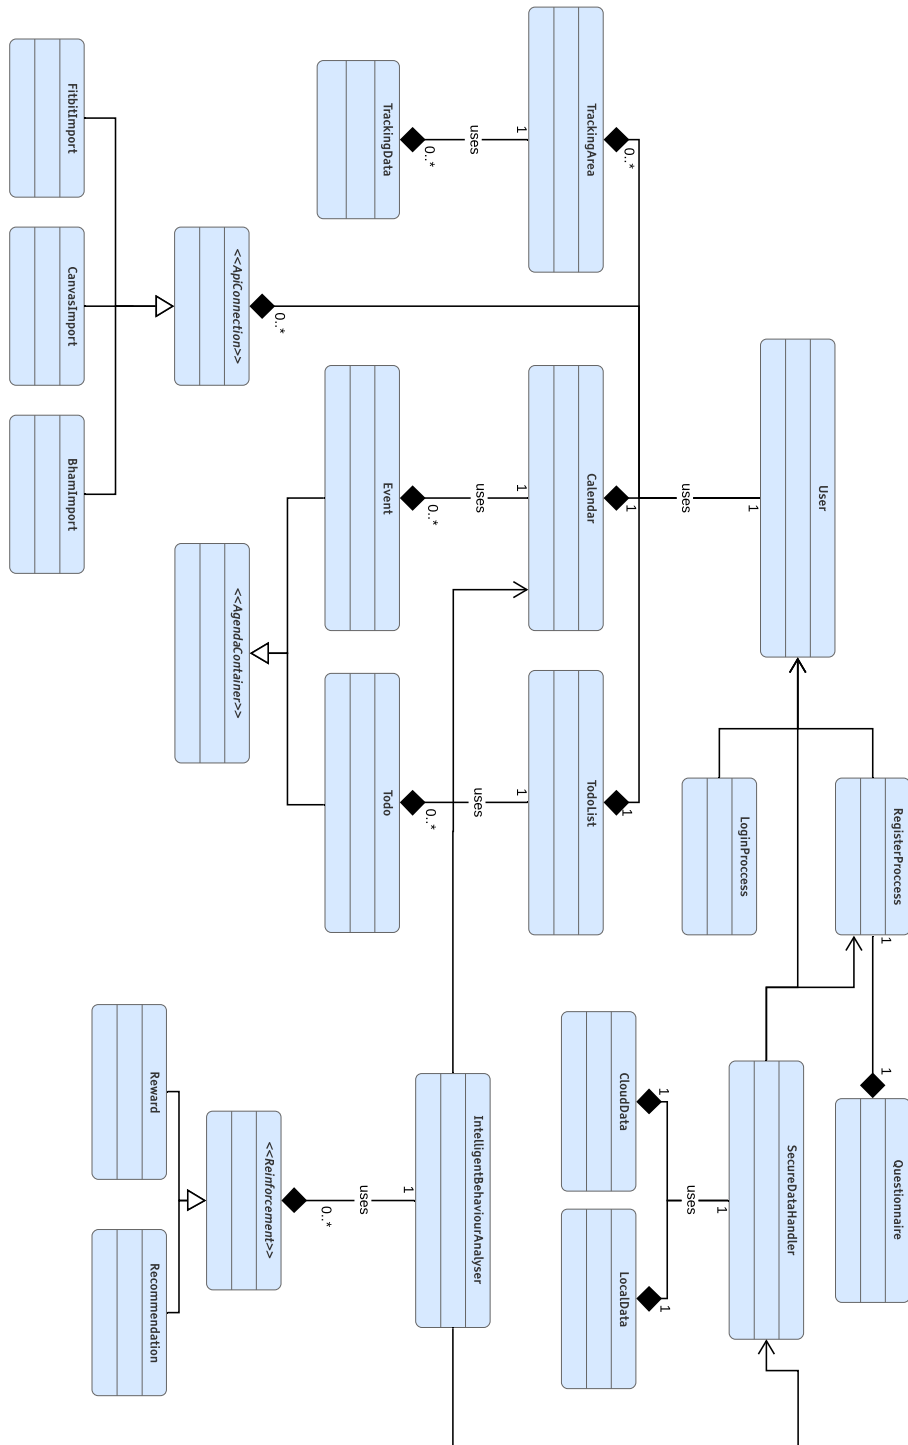 RegisterProccess
Questionnaire
1
1
User
SecureDataHandler
1
LoginProccess
1
uses
uses
1
1
0..*
1
1
CloudData
LocalData
TrackingArea
Calendar
TodoList
1
1
1
IntelligentBehaviourAnalyser
uses
uses
uses
0..*
0..*
0..*
1
TrackingData
Event
Todo
uses
0..*
0..*
<<Reinforcement>>
<<ApiConnection>>
<<AgendaContainer>>
Reward
Recommendation
FitbitImport
CanvasImport
BhamImport